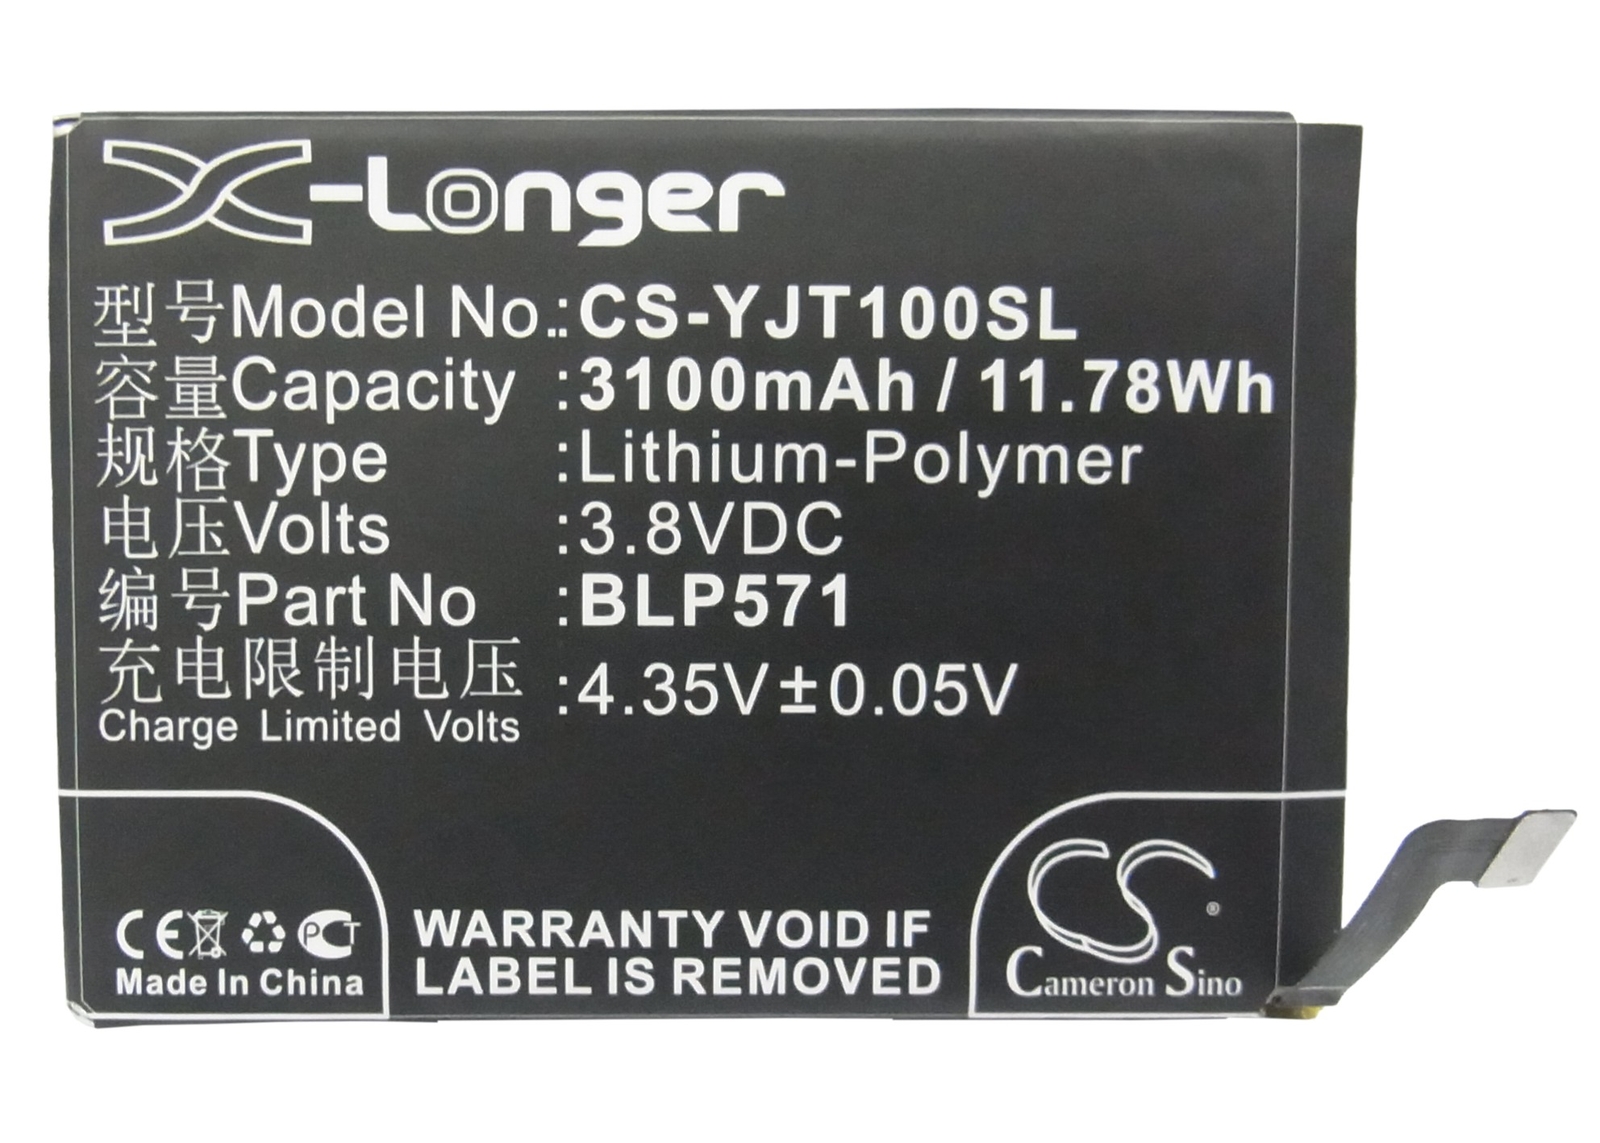 X-Longer
型号Model No.:CS-YJT100SL
容量Capacity :3100mAh / 11.78Wh
规格Type :Lithium-Polymer
电压Volts :3.8VDC
编号Part No :BLP571
充电限制电压 :4.35V±0.05V
Charge Limited Volts
CE PCT
Made In China
WARRANTY VOID IF
LABEL IS REMOVED
CS ®
Cameron Sino